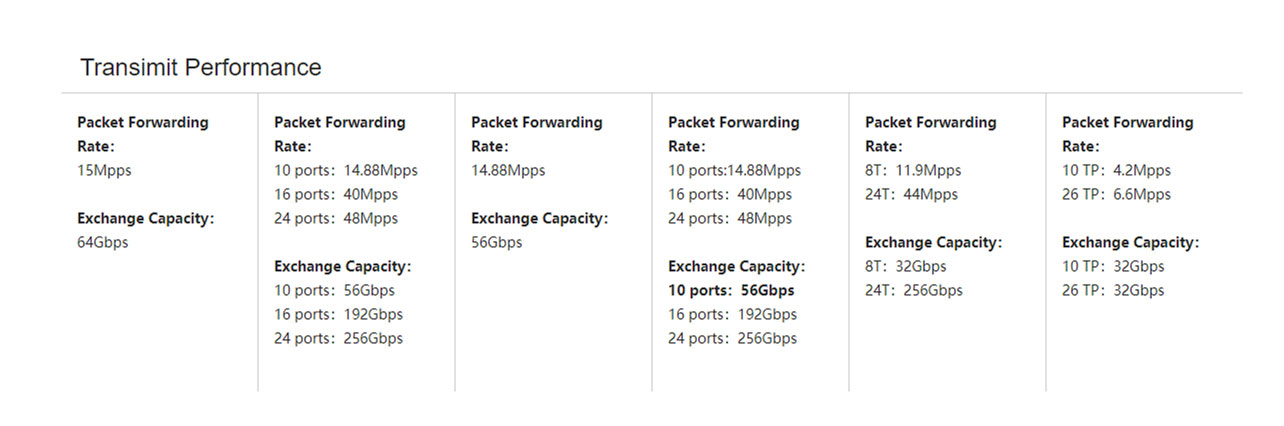 Transimit Performance
Packet Forwarding
Rate:
15Mpps
Exchange Capacity:
64Gbps
Packet Forwarding
Rate:
10 ports: 14.88Mpps
16 ports: 40Mpps
24 ports: 48Mpps
Exchange Capacity:
10 ports: 56Gbps
16 ports: 192Gbps
24 ports: 256Gbps
Packet Forwarding
Rate:
14.88Mpps
Exchange Capacity:
56Gbps
Packet Forwarding
Rate:
10 ports:14.88Mpps
16 ports: 40Mpps
24 ports: 48Mpps
Exchange Capacity:
10 ports: 56Gbps
16 ports: 192Gbps
24 ports: 256Gbps
Packet Forwarding
Rate:
8T: 11.9Mpps
24T: 44Mpps
Exchange Capacity:
8T: 32Gbps
24T: 256Gbps
Packet Forwarding
Rate:
10 TP: 4.2Mpps
26 TP: 6.6Mpps
Exchange Capacity:
10 TP: 32Gbps
26 TP: 32Gbps